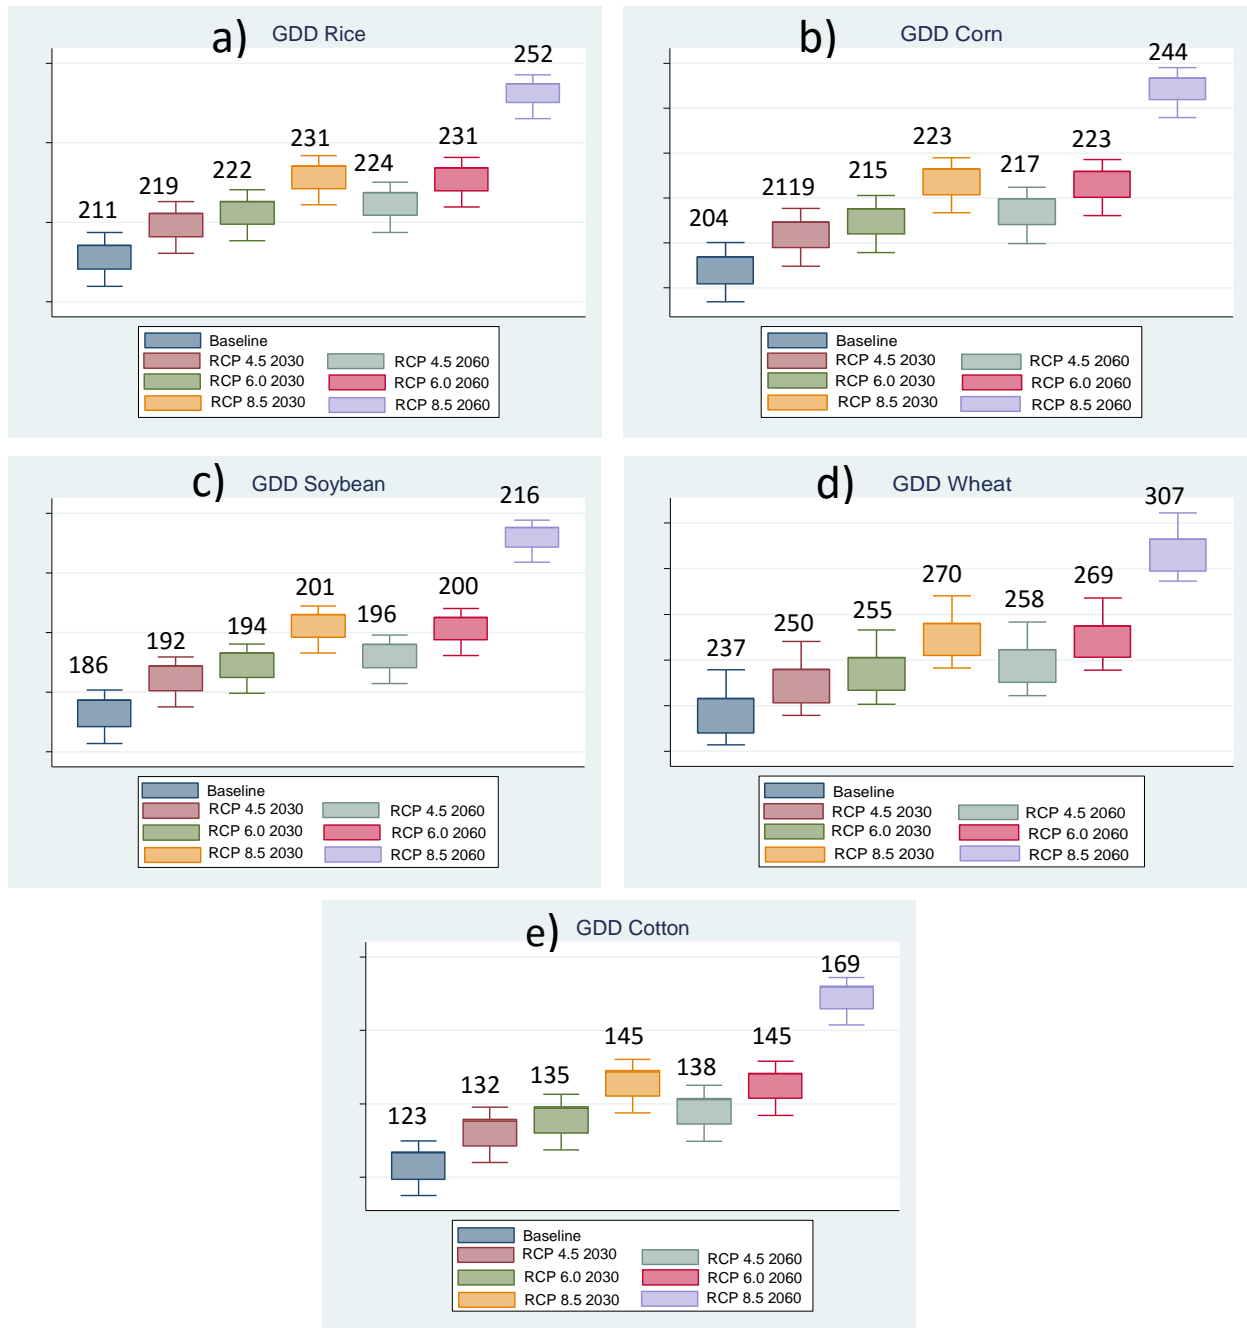 a) GDD Rice
252
231
231
224
222
219
211
Baseline
RCP 4.5 2030 RCP 4.5 2060
RCP 6.0 2030 RCP 6.0 2060
RCP 8.5 2030 RCP 8.5 2060
b) GDD Corn
244
223
223
217
215
2119
204
Baseline
RCP 4.5 2030 RCP 4.5 2060
RCP 6.0 2030 RCP 6.0 2060
RCP 8.5 2030 RCP 8.5 2060
c) GDD Soybean
216
201
200
196
194
192
186
Baseline
RCP 4.5 2030 RCP 4.5 2060
RCP 6.0 2030 RCP 6.0 2060
RCP 8.5 2030 RCP 8.5 2060
d) GDD Wheat
307
270
269
258
255
250
237
Baseline
RCP 4.5 2030 RCP 4.5 2060
RCP 6.0 2030 RCP 6.0 2060
RCP 8.5 2030 RCP 8.5 2060
e) GDD Cotton
169
145
145
138
135
132
123
Baseline
RCP 4.5 2030 RCP 4.5 2060
RCP 6.0 2030 RCP 6.0 2060
RCP 8.5 2030 RCP 8.5 2060